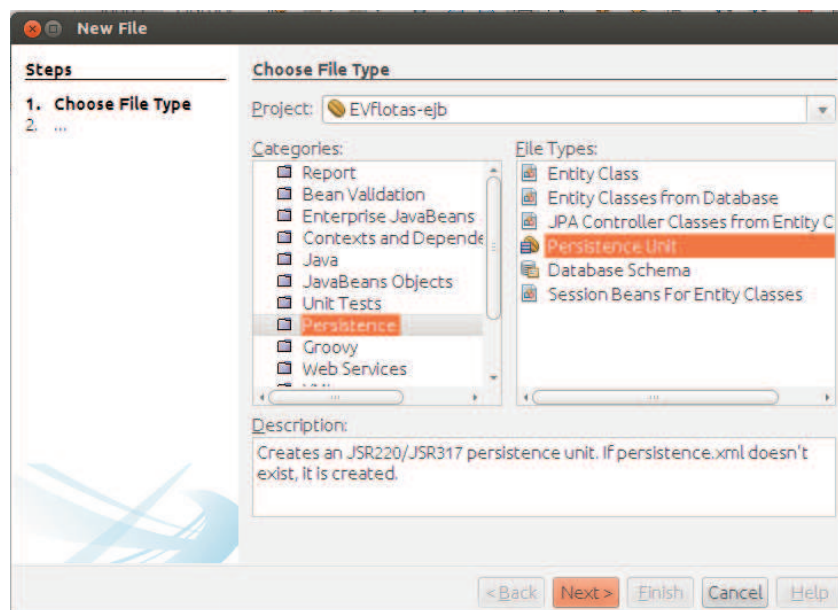 New File
Steps
1. Choose File Type
2. ...
Choose File Type
Project: EVflotas-ejb
Categories:
Report
Bean Validation
Enterprise JavaBeans
Contexts and Depende
Java
JavaBeans Objects
Unit Tests
Persistence
Groovy
Web Services
File Types:
Entity Class
Entity Classes from Database
JPA Controller Classes from Entity C
Persistence Unit
Database Schema
Session Beans For Entity Classes
Description:
Creates an JSR220/JSR317 persistence unit. If persistence.xml doesn't
exist, it is created.
< Back Next > Finish Cancel Help